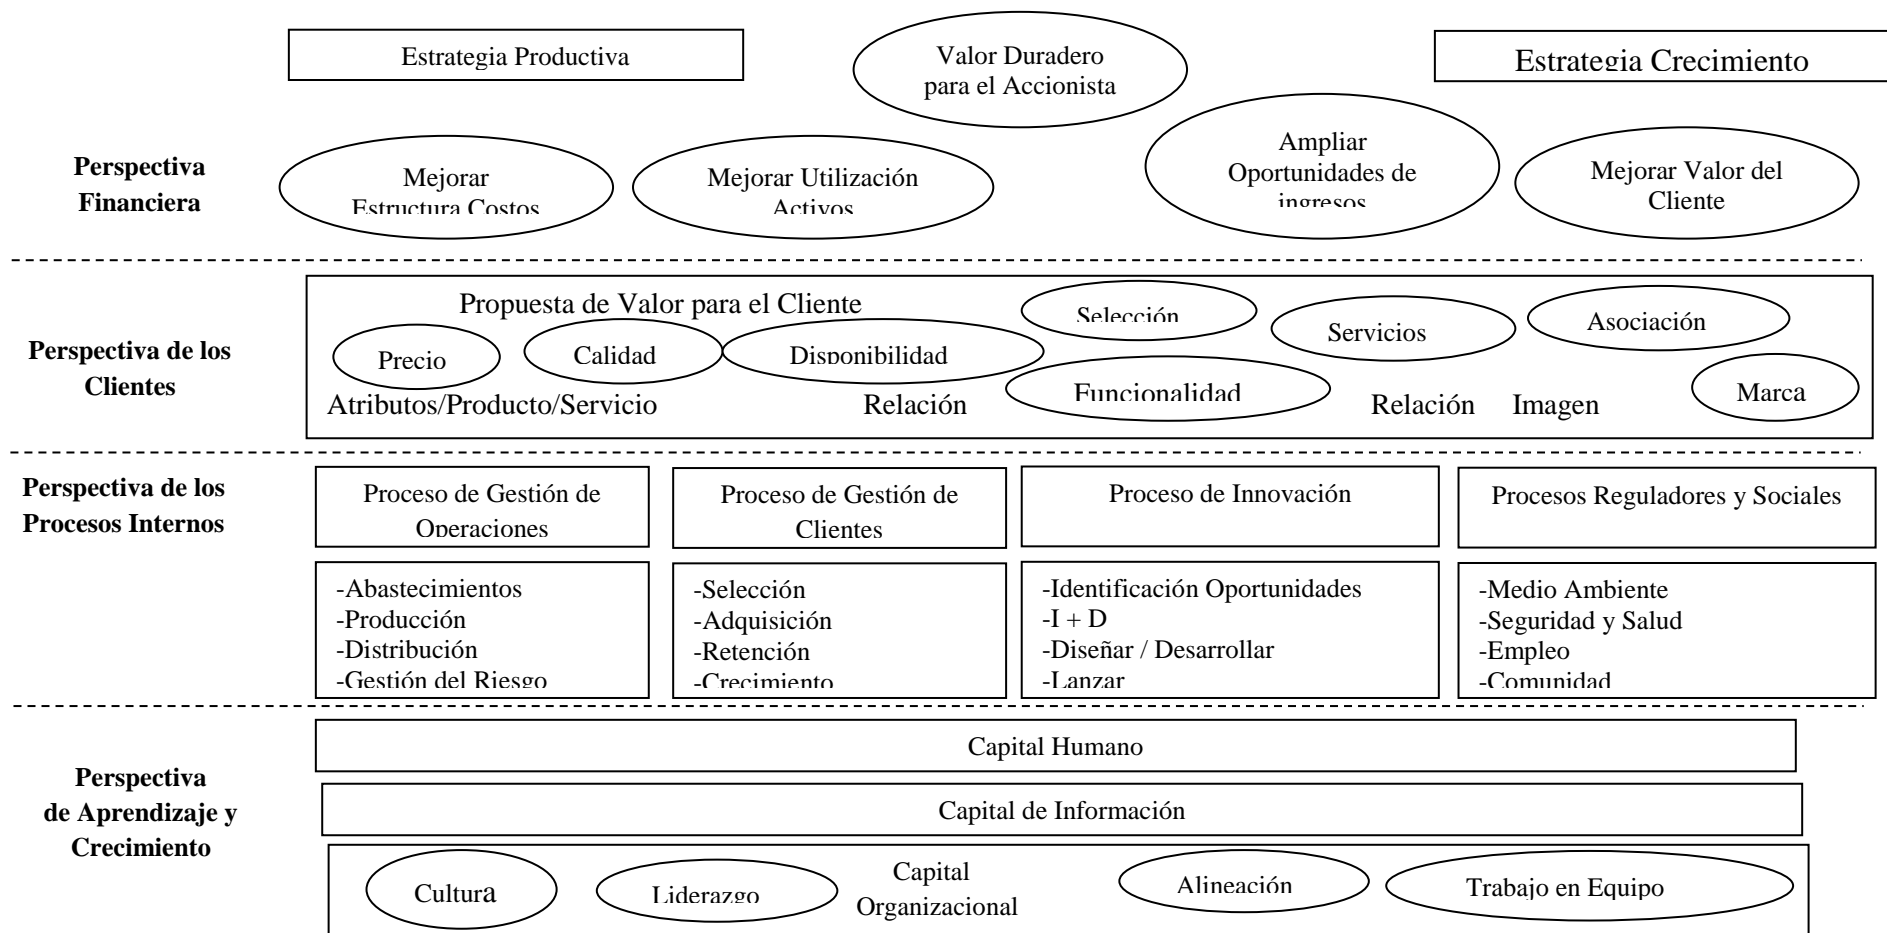 Estrategia Productiva
Valor Duradero
para el Accionista
Estrategia Crecimiento
Perspectiva
Financiera
Mejorar
Estructura Costos
Mejorar Utilización
Activos
Ampliar
Oportunidades de
ingresos
Mejorar Valor del
Cliente
Perspectiva de los
Clientes
Propuesta de Valor para el Cliente
Precio
Calidad
Disponibilidad
Selección
Funcionalidad
Servicios
Asociación
Marca
Atributos/Producto/Servicio
Relación
Relación
Imagen
Perspectiva de los
Procesos Internos
Proceso de Gestión de
Operaciones
Proceso de Gestión de
Clientes
Proceso de Innovación
Procesos Reguladores y Sociales
-Abastecimientos
-Producción
-Distribución
-Gestión del Riesgo
-Selección
-Adquisición
-Retención
-Crecimiento
-Identificación Oportunidades
-I + D
-Diseñar / Desarrollar
-Lanzar
-Medio Ambiente
-Seguridad y Salud
-Empleo
-Comunidad
Perspectiva
de Aprendizaje y
Crecimiento
Capital Humano
Capital de Información
Cultura
Liderazgo
Capital
Organizacional
Alineación
Trabajo en Equipo